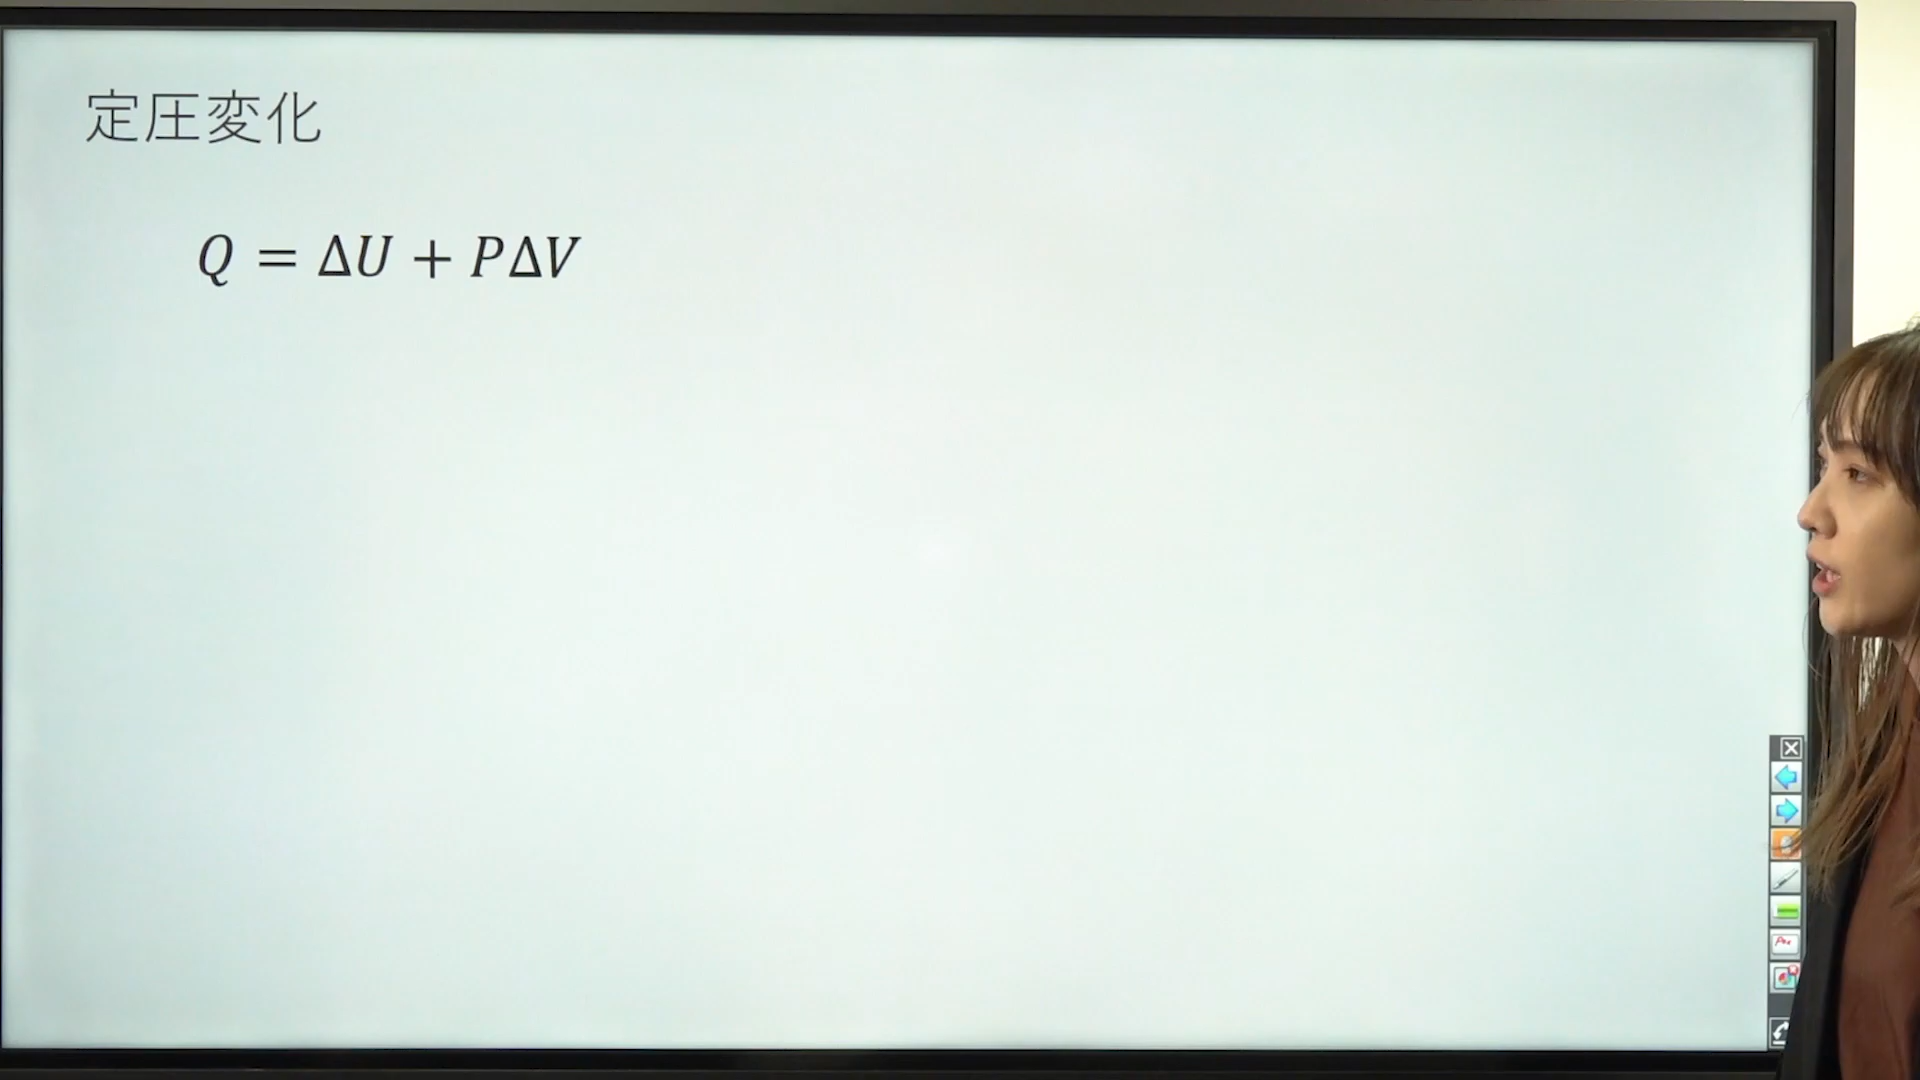 定圧変化
Q = ΔU + PΔV